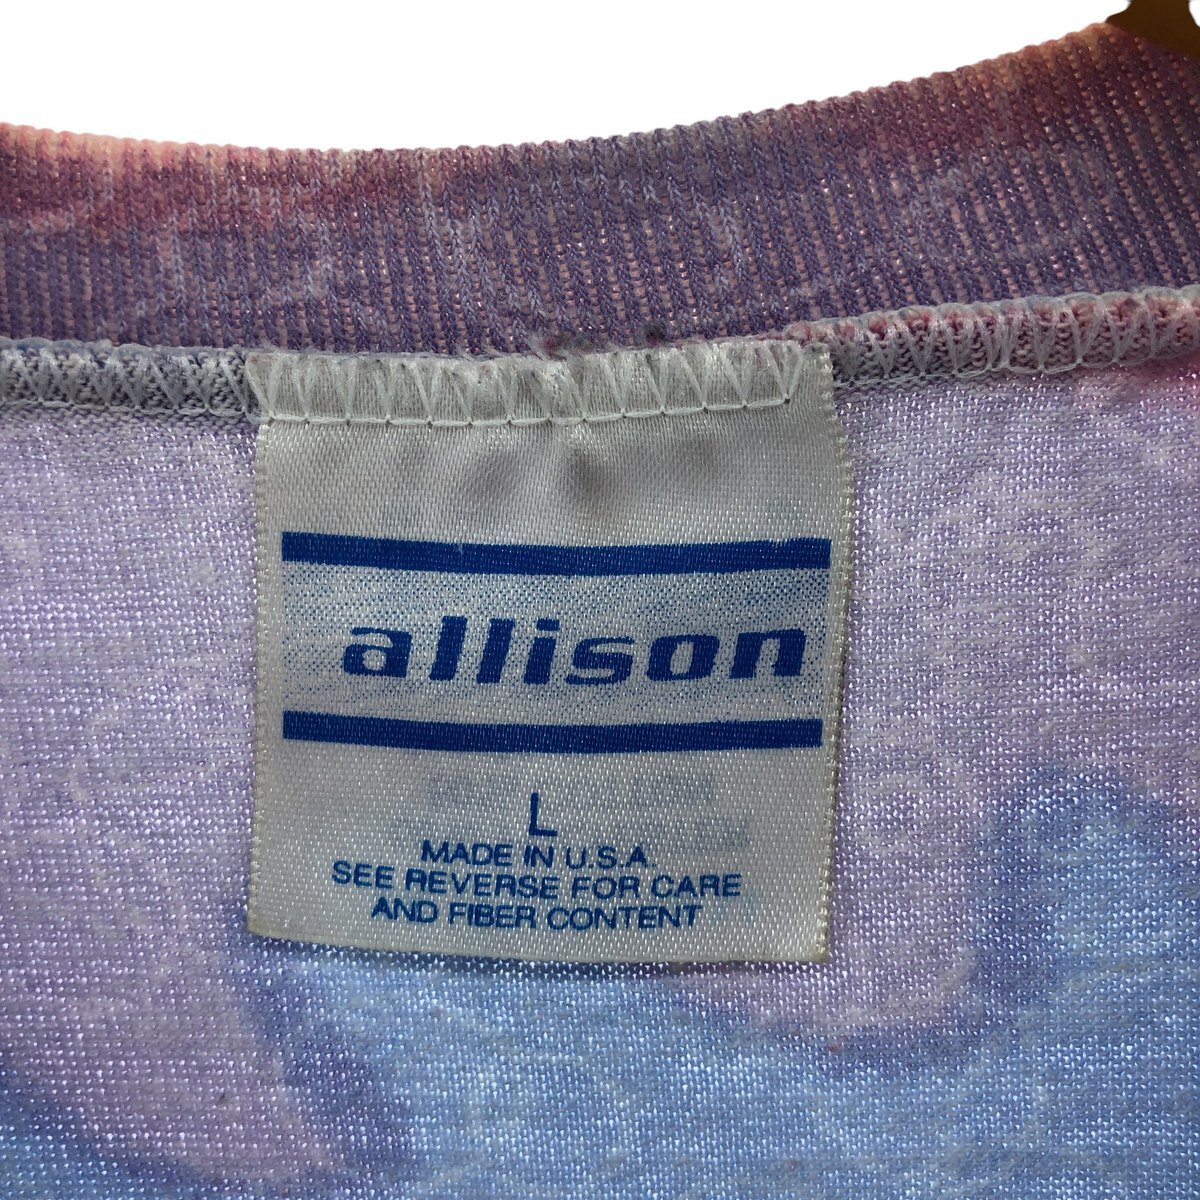 allison
L
MADE IN U.S.A.
SEE REVERSE FOR CARE
AND FIBER CONTENT